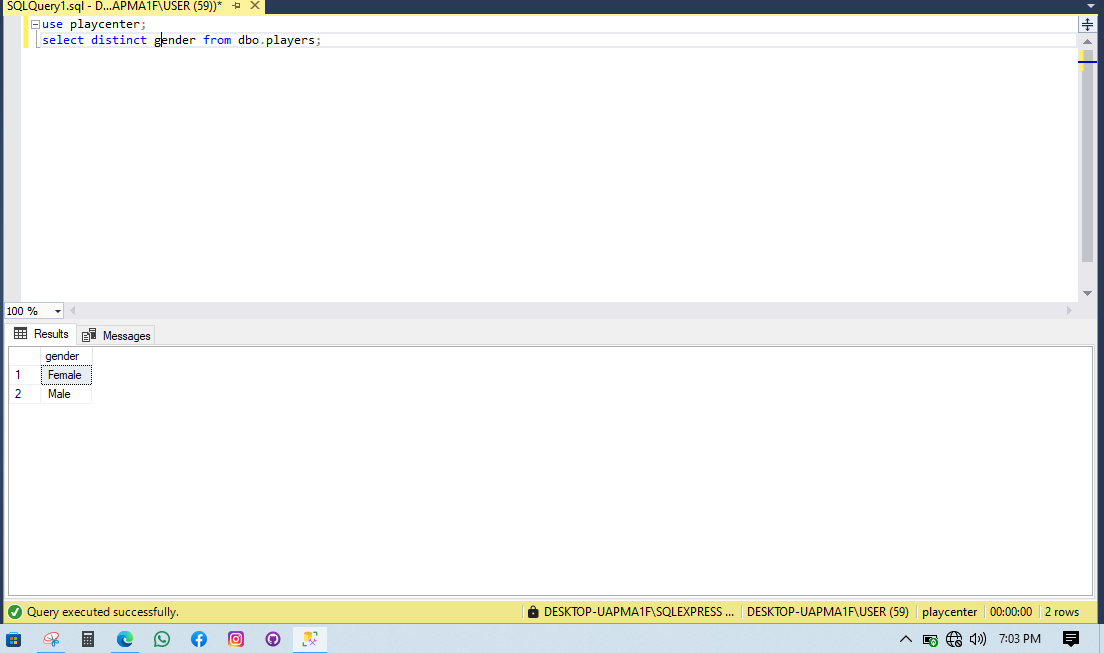 SQLQuery1.sql - D...APMA1F\USER (59))*
use playcenter;
select distinct gender from dbo.players;
100 %
Results
Messages
gender
1 Female
2 Male
Query executed successfully.
DESKTOP-UAPMA1F\SQLEXPRESS ...
DESKTOP-UAPMA1F\USER (59)
playcenter
00:00:00
2 rows
7:03 PM